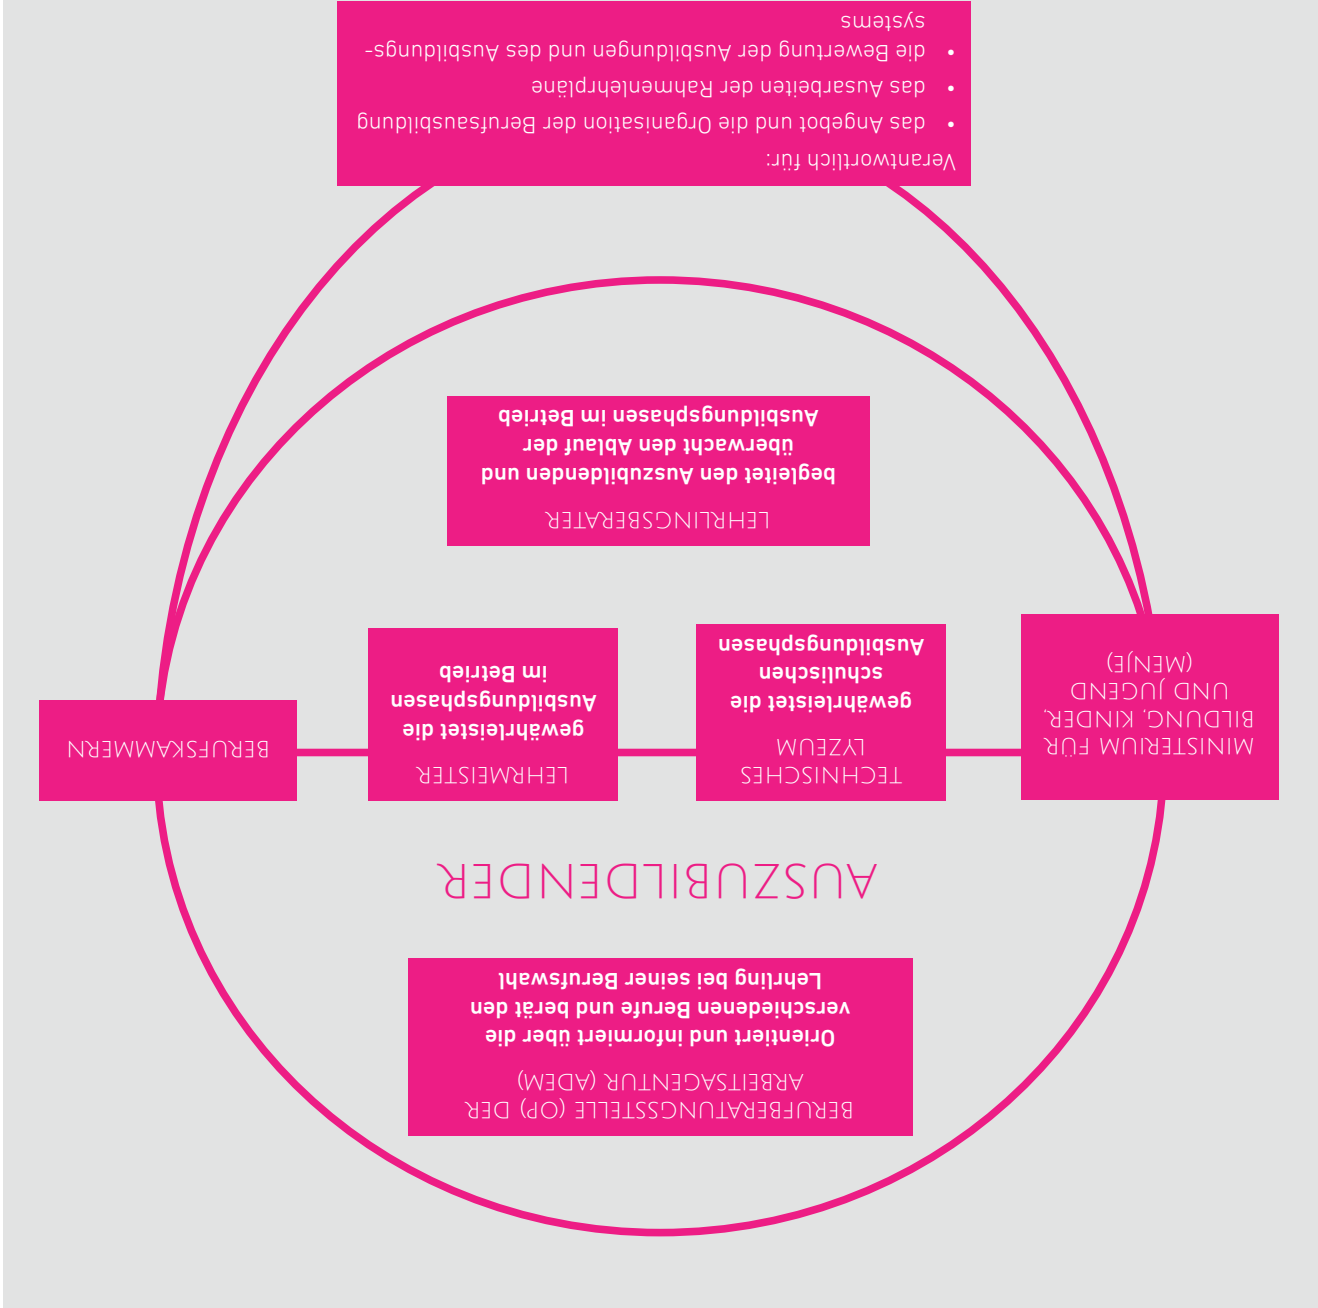 BERUFBERATUNGSSTELLE (OP) DER
ARBEITSAGENTUR (ADEM)
Orientiert und informiert über die
verschiedenen Berufe und berät den
Lehrling bei seiner Berufswahl
AUSZUBILDENDER
MINISTERIUM FÜR
BILDUNG, KINDER,
UND JUGEND
(MENJE)
TECHNISCHES
LYZEUM
gewährleistet die
schulischen
Ausbildungsphasen
LEHRMEISTER
gewährleistet die
Ausbildungsphasen
im Betrieb
BERUFSKAMMERN
LEHRLINGSBERATER
begleitet den Auszubildenden und
überwacht den Ablauf der
Ausbildungsphasen im Betrieb
Verantwortlich für:
• das Angebot und die Organisation der Berufsausbildung
• das Ausarbeiten der Rahmenlehrpläne
• die Bewertung der Ausbildungen und des Ausbildungs-
systems